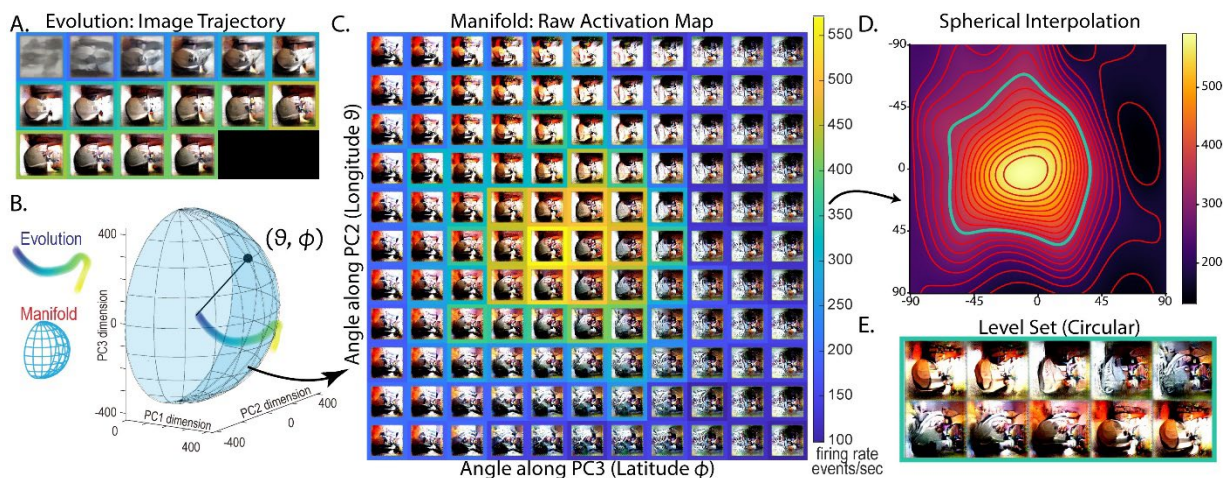 A.
Evolution: Image Trajectory
B.
Evolution
Manifold
(ϑ, ϕ)
PC3 dimension
400
200
0
-200
-400
PC1 dimension
0
400
PC2 dimension
-400
0
400
C.
Manifold: Raw Activation Map
Angle along PC2 (Longitude ϑ)
Angle along PC3 (Latitude ϕ)
550
500
450
400
350
300
250
200
150
100
firing rate
events/sec
D.
Spherical Interpolation
-90
-45
0
45
90
-90
-45
0
45
90
500
400
300
200
E.
Level Set (Circular)